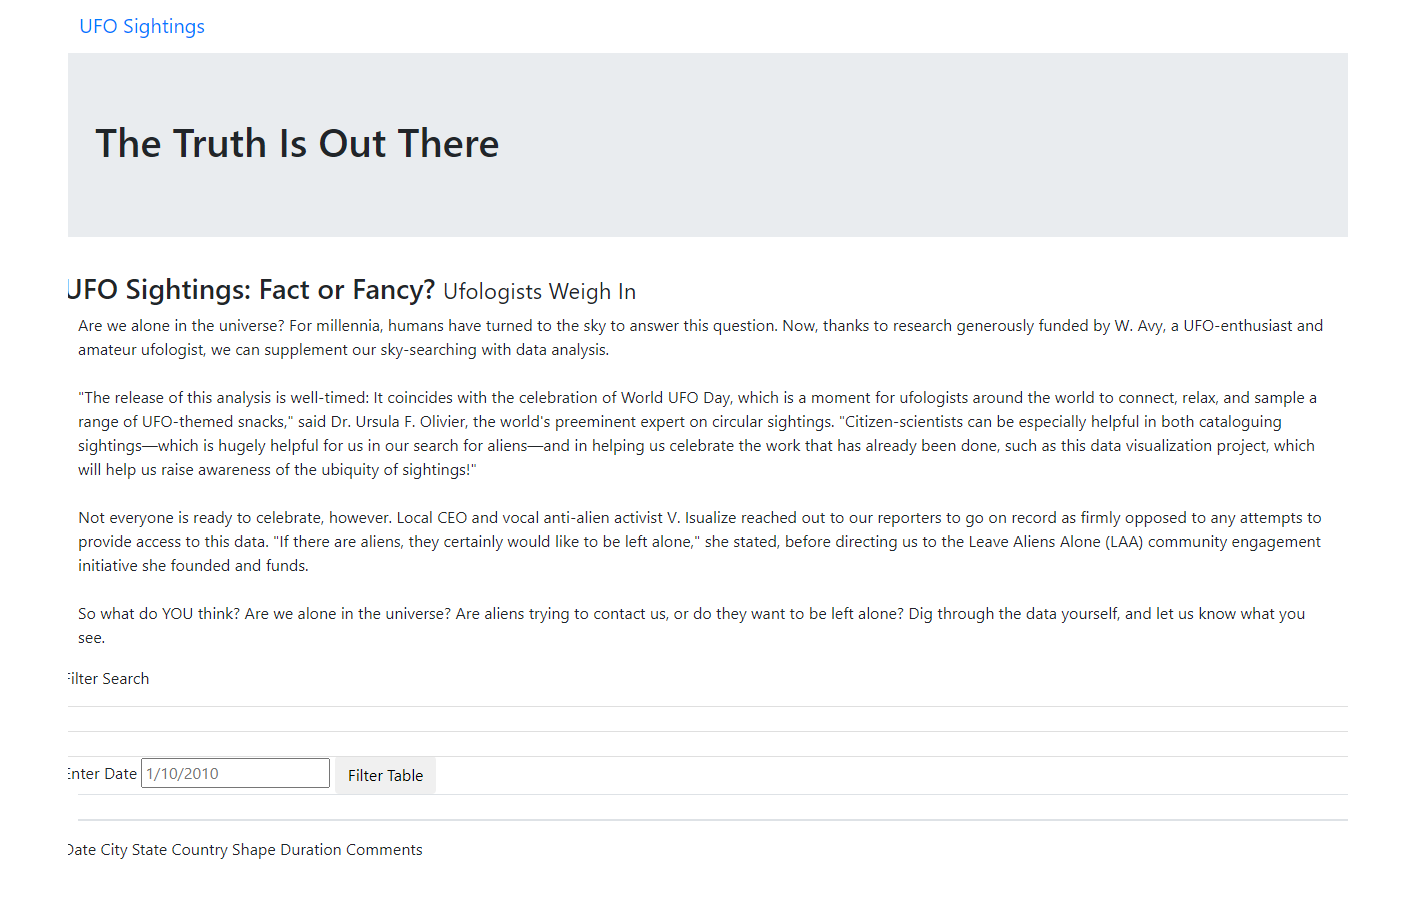 UFO Sightings
The Truth Is Out There
UFO Sightings: Fact or Fancy? Ufologists Weigh In
Are we alone in the universe? For millennia, humans have turned to the sky to answer this question. Now, thanks to research generously funded by W. Avy, a UFO-enthusiast and
amateur ufologist, we can supplement our sky-searching with data analysis.
"The release of this analysis is well-timed: It coincides with the celebration of World UFO Day, which is a moment for ufologists around the world to connect, relax, and sample a
range of UFO-themed snacks," said Dr. Ursula F. Olivier, the world's preeminent expert on circular sightings. "Citizen-scientists can be especially helpful in both cataloguing
sightings—which is hugely helpful for us in our search for aliens—and in helping us celebrate the work that has already been done, such as this data visualization project, which
will help us raise awareness of the ubiquity of sightings!"
Not everyone is ready to celebrate, however. Local CEO and vocal anti-alien activist V. Isualize reached out to our reporters to go on record as firmly opposed to any attempts to
provide access to this data. "If there are aliens, they certainly would like to be left alone," she stated, before directing us to the Leave Aliens Alone (LAA) community engagement
initiative she founded and funds.
So what do YOU think? Are we alone in the universe? Are aliens trying to contact us, or do they want to be left alone? Dig through the data yourself, and let us know what you
see.
Filter Search
Enter Date 1/10/2010 Filter Table
Date City State Country Shape Duration Comments